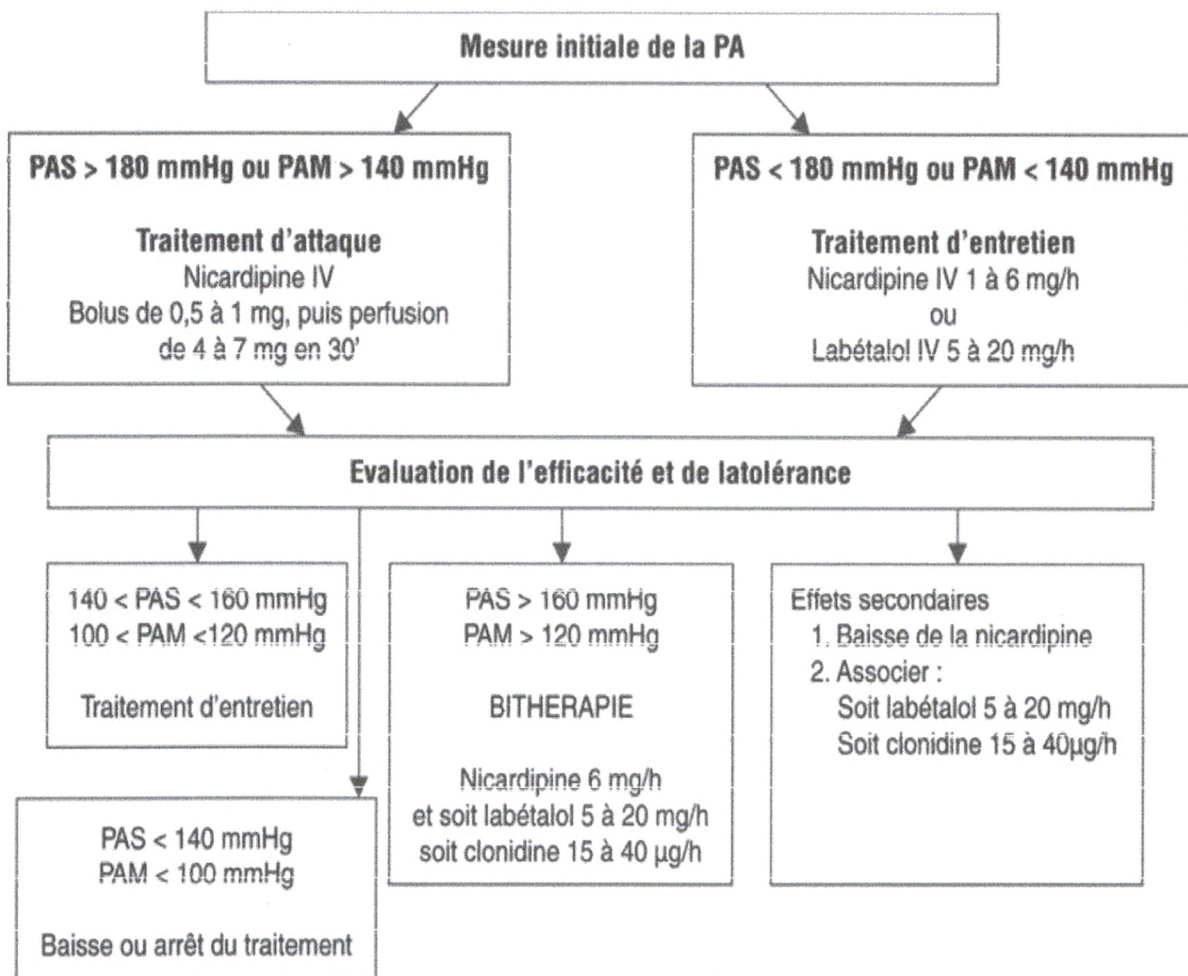 Mesure initiale de la PA
PAS > 180 mmHg ou PAM > 140 mmHg
Traitement d'attaque
Nicardipine IV
Bolus de 0,5 à 1 mg, puis perfusion
de 4 à 7 mg en 30'
PAS < 180 mmHg ou PAM < 140 mmHg
Traitement d'entretien
Nicardipine IV 1 à 6 mg/h
ou
Labétalol IV 5 à 20 mg/h
Evaluation de l'efficacité et de latolérance
140 < PAS < 160 mmHg
100 < PAM <120 mmHg
Traitement d'entretien
PAS < 140 mmHg
PAM < 100 mmHg
Baisse ou arrêt du traitement
PAS > 160 mmHg
PAM > 120 mmHg
BITHERAPIE
Nicardipine 6 mg/h
et soit labétalol 5 à 20 mg/h
soit clonidine 15 à 40 µg/h
Effets secondaires
1. Baisse de la nicardipine
2. Associer :
Soit labétalol 5 à 20 mg/h
Soit clonidine 15 à 40µg/h